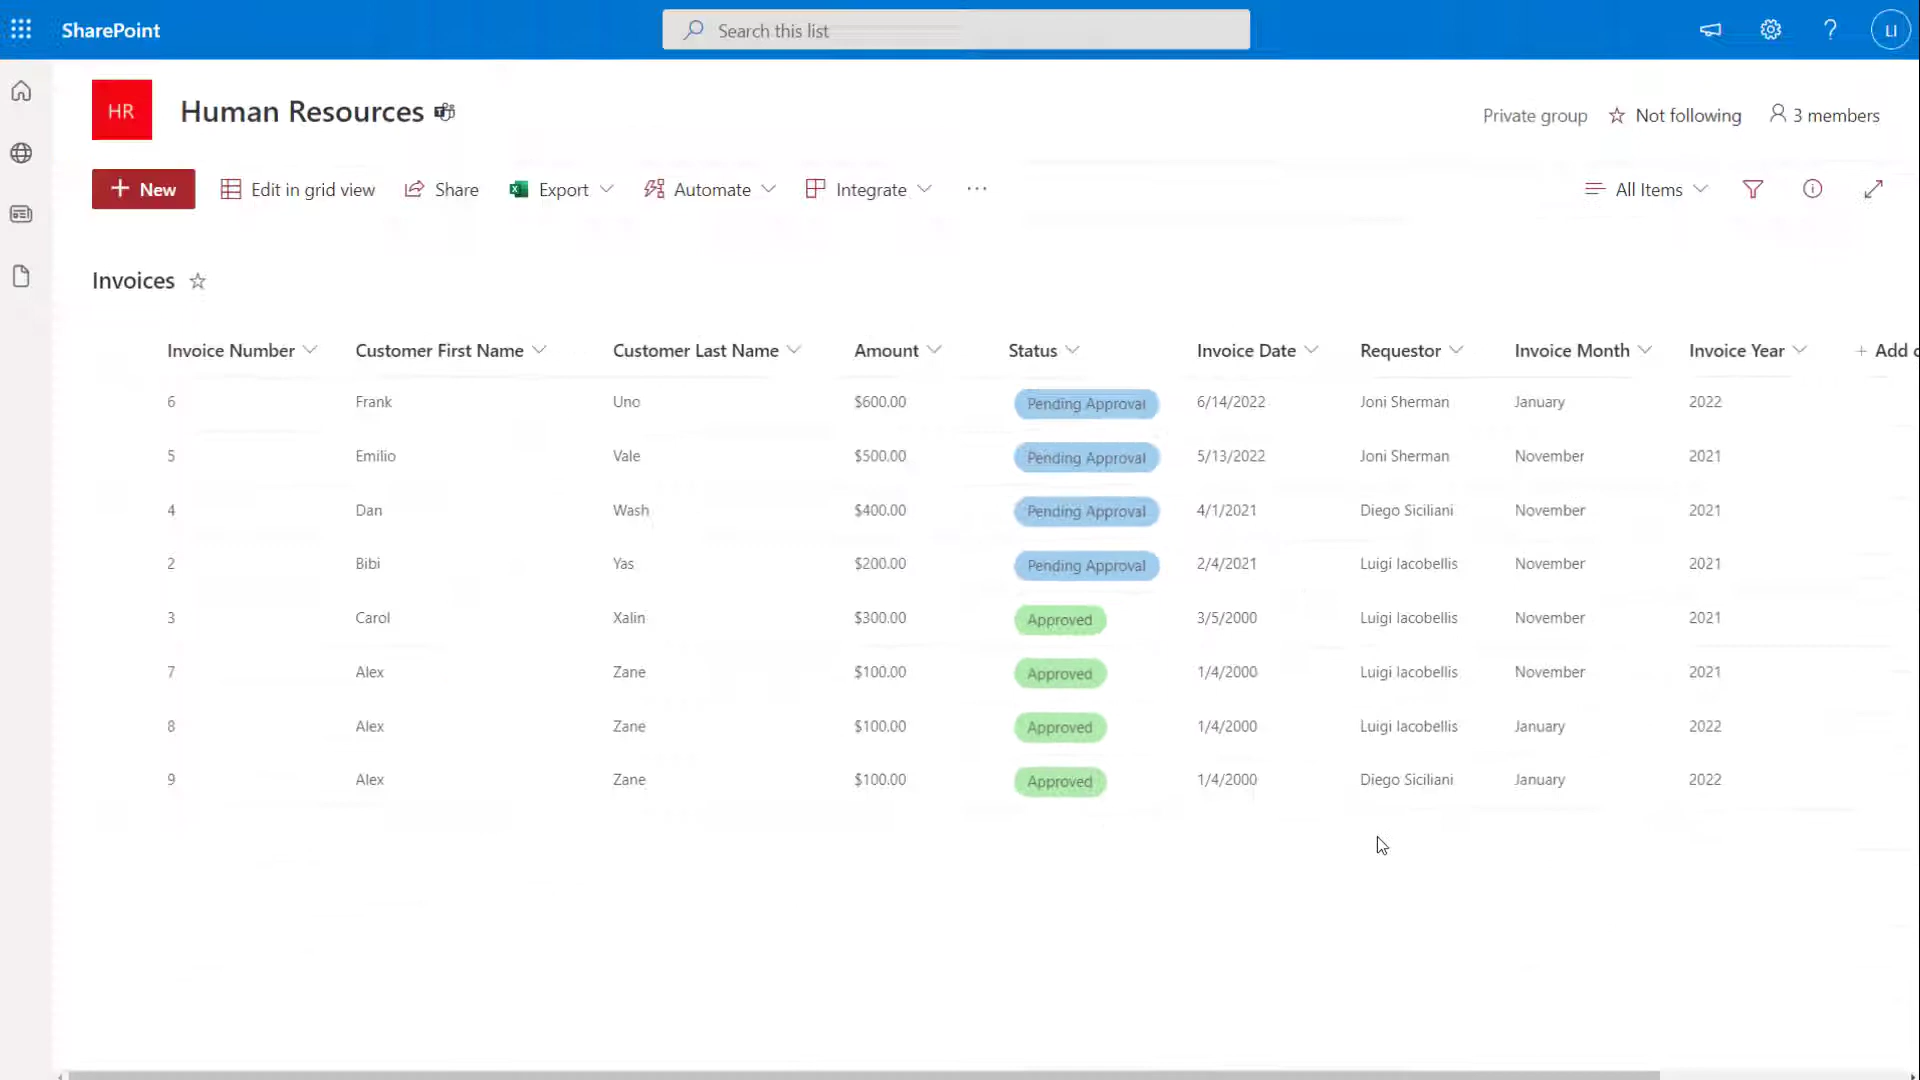 SharePoint
Search this list
LI
HR
Human Resources
Private group
Not following
3 members
New
Edit in grid view
Share
Export
Automate
Integrate
All Items
Invoices
Invoice Number Customer First Name Customer Last Name Amount Status Invoice Date Requestor Invoice Month Invoice Year + Add c
6 Frank Uno $600.00 Pending Approval 6/14/2022 Joni Sherman January 2022
5 Emilio Vale $500.00 Pending Approval 5/13/2022 Joni Sherman November 2021
4 Dan Wash $400.00 Pending Approval 4/1/2021 Diego Siciliani November 2021
2 Bibi Yas $200.00 Pending Approval 2/4/2021 Luigi Iacobellis November 2021
3 Carol Xalin $300.00 Approved 3/5/2000 Luigi Iacobellis November 2021
7 Alex Zane $100.00 Approved 1/4/2000 Luigi Iacobellis November 2021
8 Alex Zane $100.00 Approved 1/4/2000 Luigi Iacobellis January 2022
9 Alex Zane $100.00 Approved 1/4/2000 Diego Siciliani January 2022